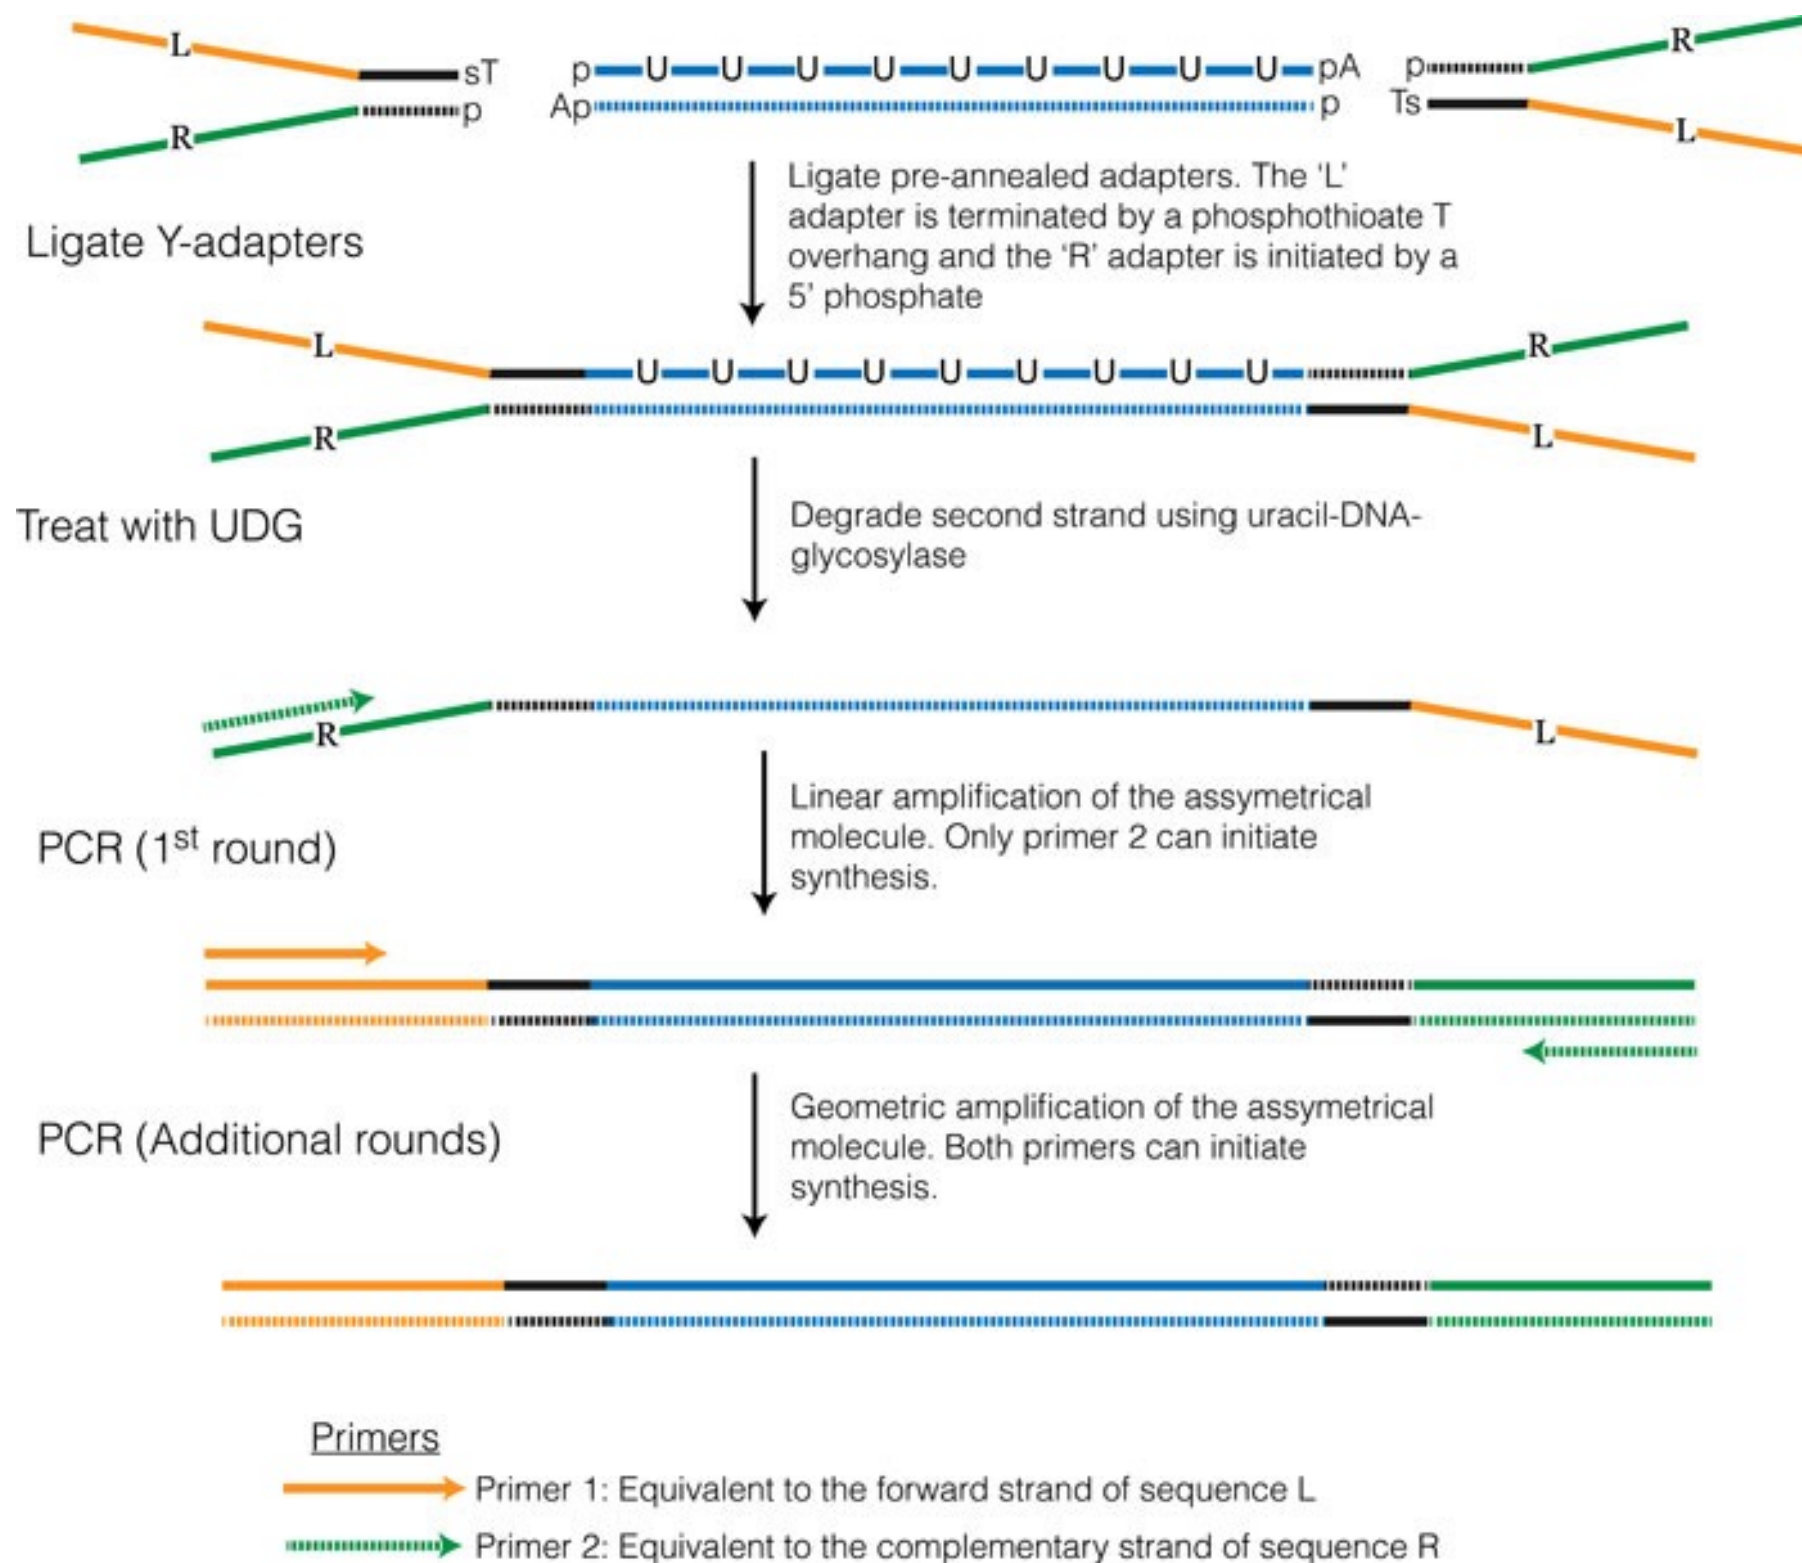 L sT p U U U U U U U U U pA p R
R p Ap p Ts L
Ligate pre-annealed adapters. The ‘L’
adapter is terminated by a phosphothioate T
overhang and the ‘R’ adapter is initiated by a
5’ phosphate
Ligate Y-adapters
L U U U U U U U U U R
R L
Degrade second strand using uracil-DNA-
glycosylase
Treat with UDG
R L
Linear amplification of the assymetrical
molecule. Only primer 2 can initiate
synthesis.
PCR (1st round)
Geometric amplification of the assymetrical
molecule. Both primers can initiate
synthesis.
PCR (Additional rounds)
Primers
Primer 1: Equivalent to the forward strand of sequence L
Primer 2: Equivalent to the complementary strand of sequence R